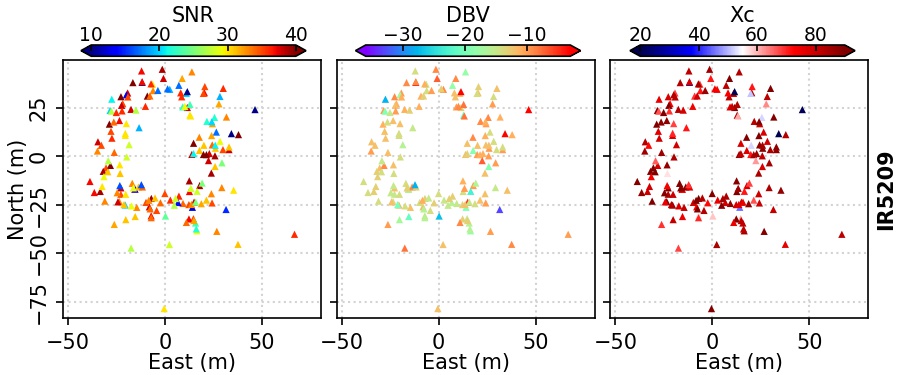 SNR DBV Xc
10 20 30 40 −30 −20 −10 20 40 60 80
North (m)
25
0
−25
−50
−75
IR5209
−50 0 50 −50 0 50 −50 0 50
East (m) East (m) East (m)